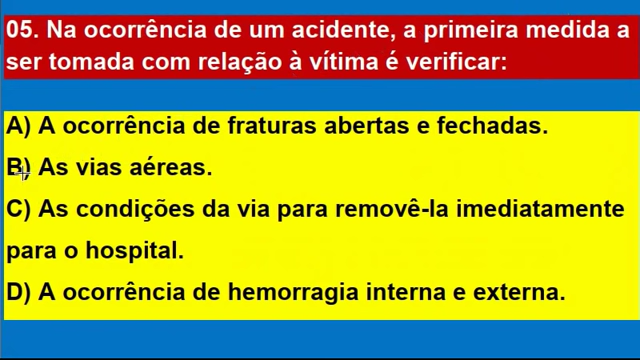 05. Na ocorrência de um acidente, a primeira medida a
ser tomada com relação à vítima é verificar:
A) A ocorrência de fraturas abertas e fechadas.
B) As vias aéreas.
C) As condições da via para removê-la imediatamente
para o hospital.
D) A ocorrência de hemorragia interna e externa.